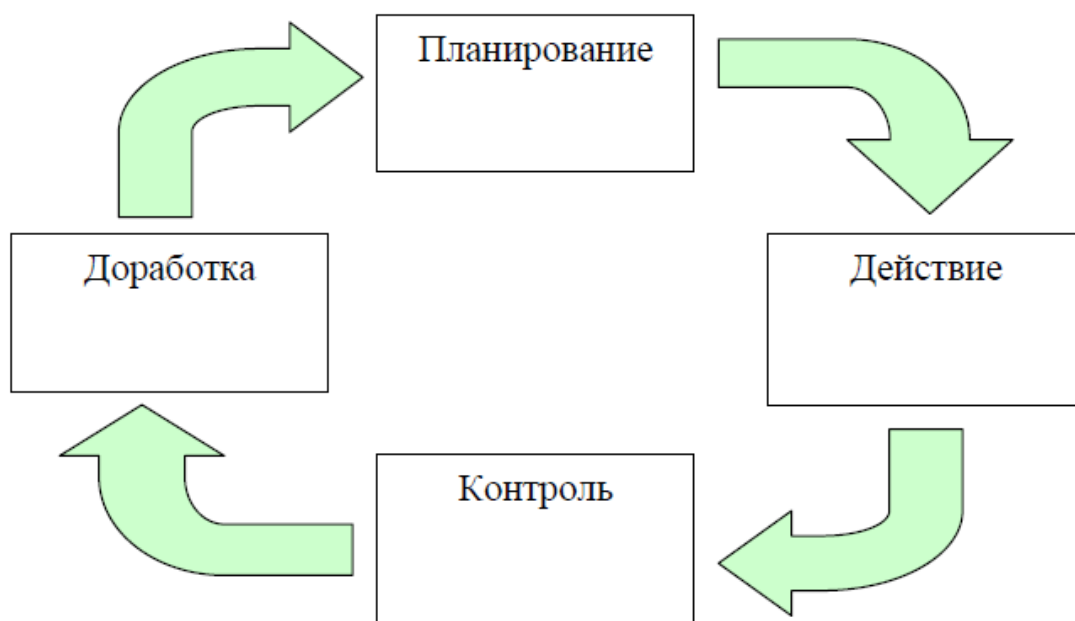 Планирование
Доработка
Действие
Контроль